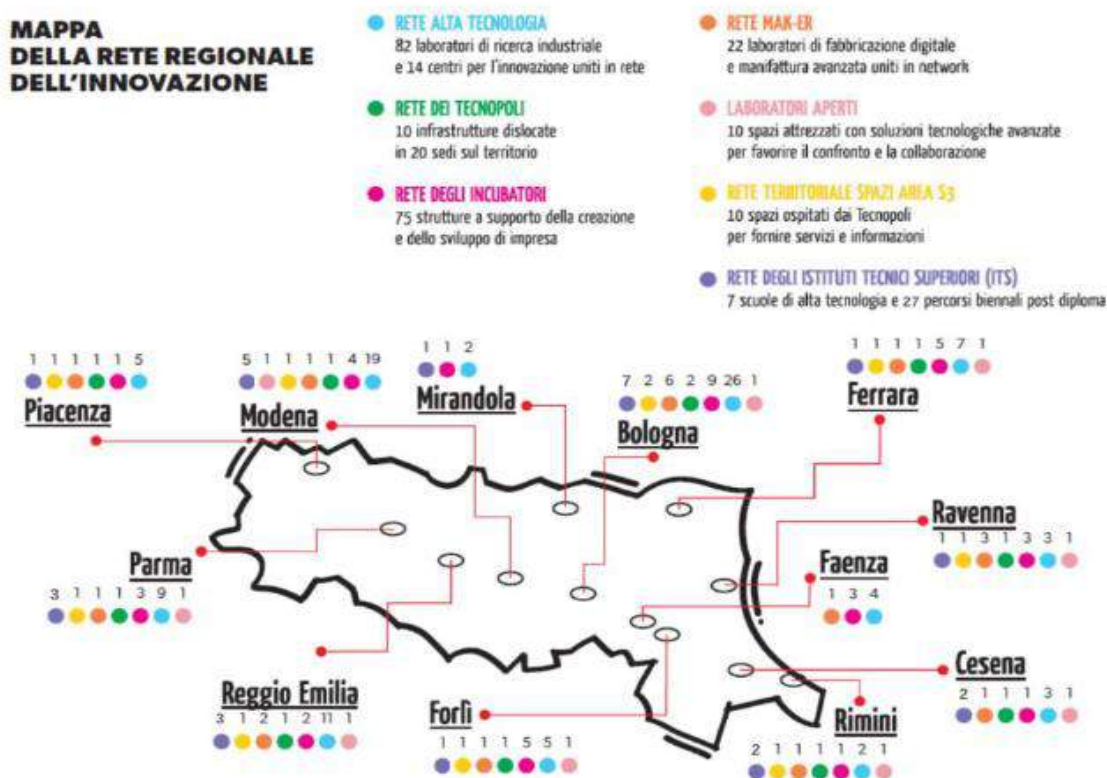 MAPPA
DELLA RETE REGIONALE
DELL'INNOVAZIONE
RETE ALTA TECNOLOGIA
82 laboratori di ricerca industriale
e 14 centri per l'innovazione uniti in rete
RETE DEI TECNOPOLI
10 infrastrutture dislocate
in 20 sedi sul territorio
RETE DEGLI INCUBATORI
75 strutture a supporto della creazione
e dello sviluppo di impresa
RETE MAK-ER
22 laboratori di fabbricazione digitale
e manifattura avanzata uniti in network
LABORATORI APERTI
10 spazi attrezzati con soluzioni tecnologiche avanzate
per favorire il confronto e la collaborazione
RETE TERRITORIALE SPAZI AREA S3
10 spazi ospitati dai Tecnopoli
per fornire servizi e informazioni
RETE DEGLI ISTITUTI TECNICI SUPERIORI (ITS)
7 scuole di alta tecnologia e 27 percorsi biennali post diploma
1 1 1 1 1 5
Piacenza
5 1 1 1 1 4 19
Modena
1 1 2
Mirandola
7 2 6 2 9 26 1
Bologna
1 1 1 1 5 7 1
Ferrara
Ravenna
1 1 3 1 3 3 1
Parma
3 1 1 1 3 9 1
Faenza
1 3 4
Cesena
2 1 1 1 3 1
Reggio Emilia
3 1 2 1 2 11 1
Forlì
1 1 1 1 5 5 1
Rimini
2 1 1 1 1 2 1